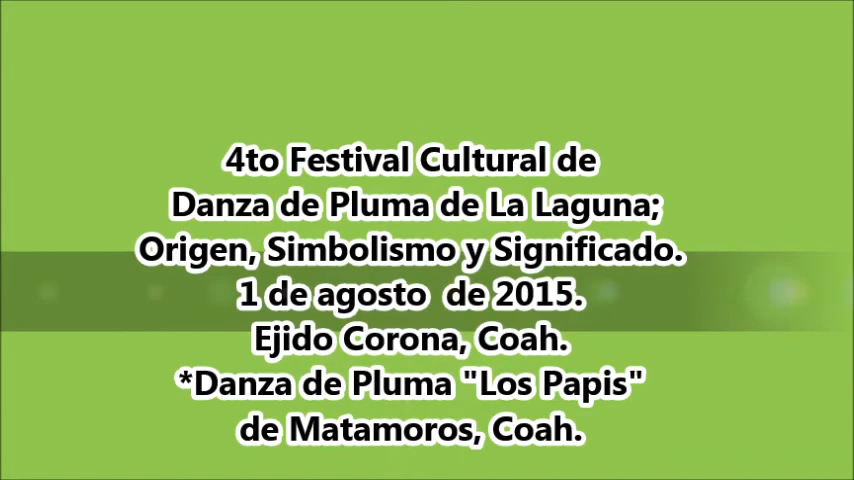 4to Festival Cultural de
Danza de Pluma de La Laguna;
Origen, Simbolismo y Significado.
1 de agosto  de 2015.
Ejido Corona, Coah.
*Danza de Pluma "Los Papis"
de Matamoros, Coah.